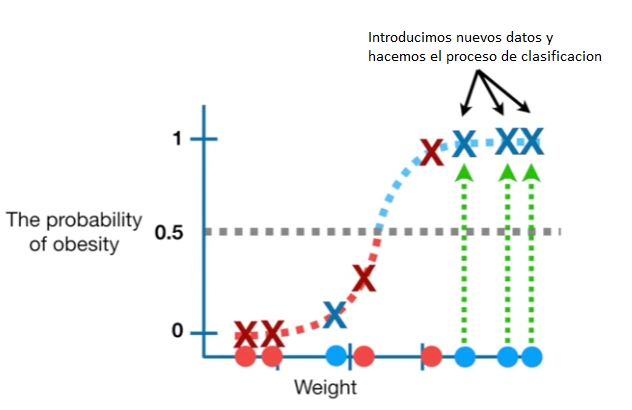 Introducimos nuevos datos y
hacemos el proceso de clasificacion
1
The probability
of obesity
0.5
0
Weight